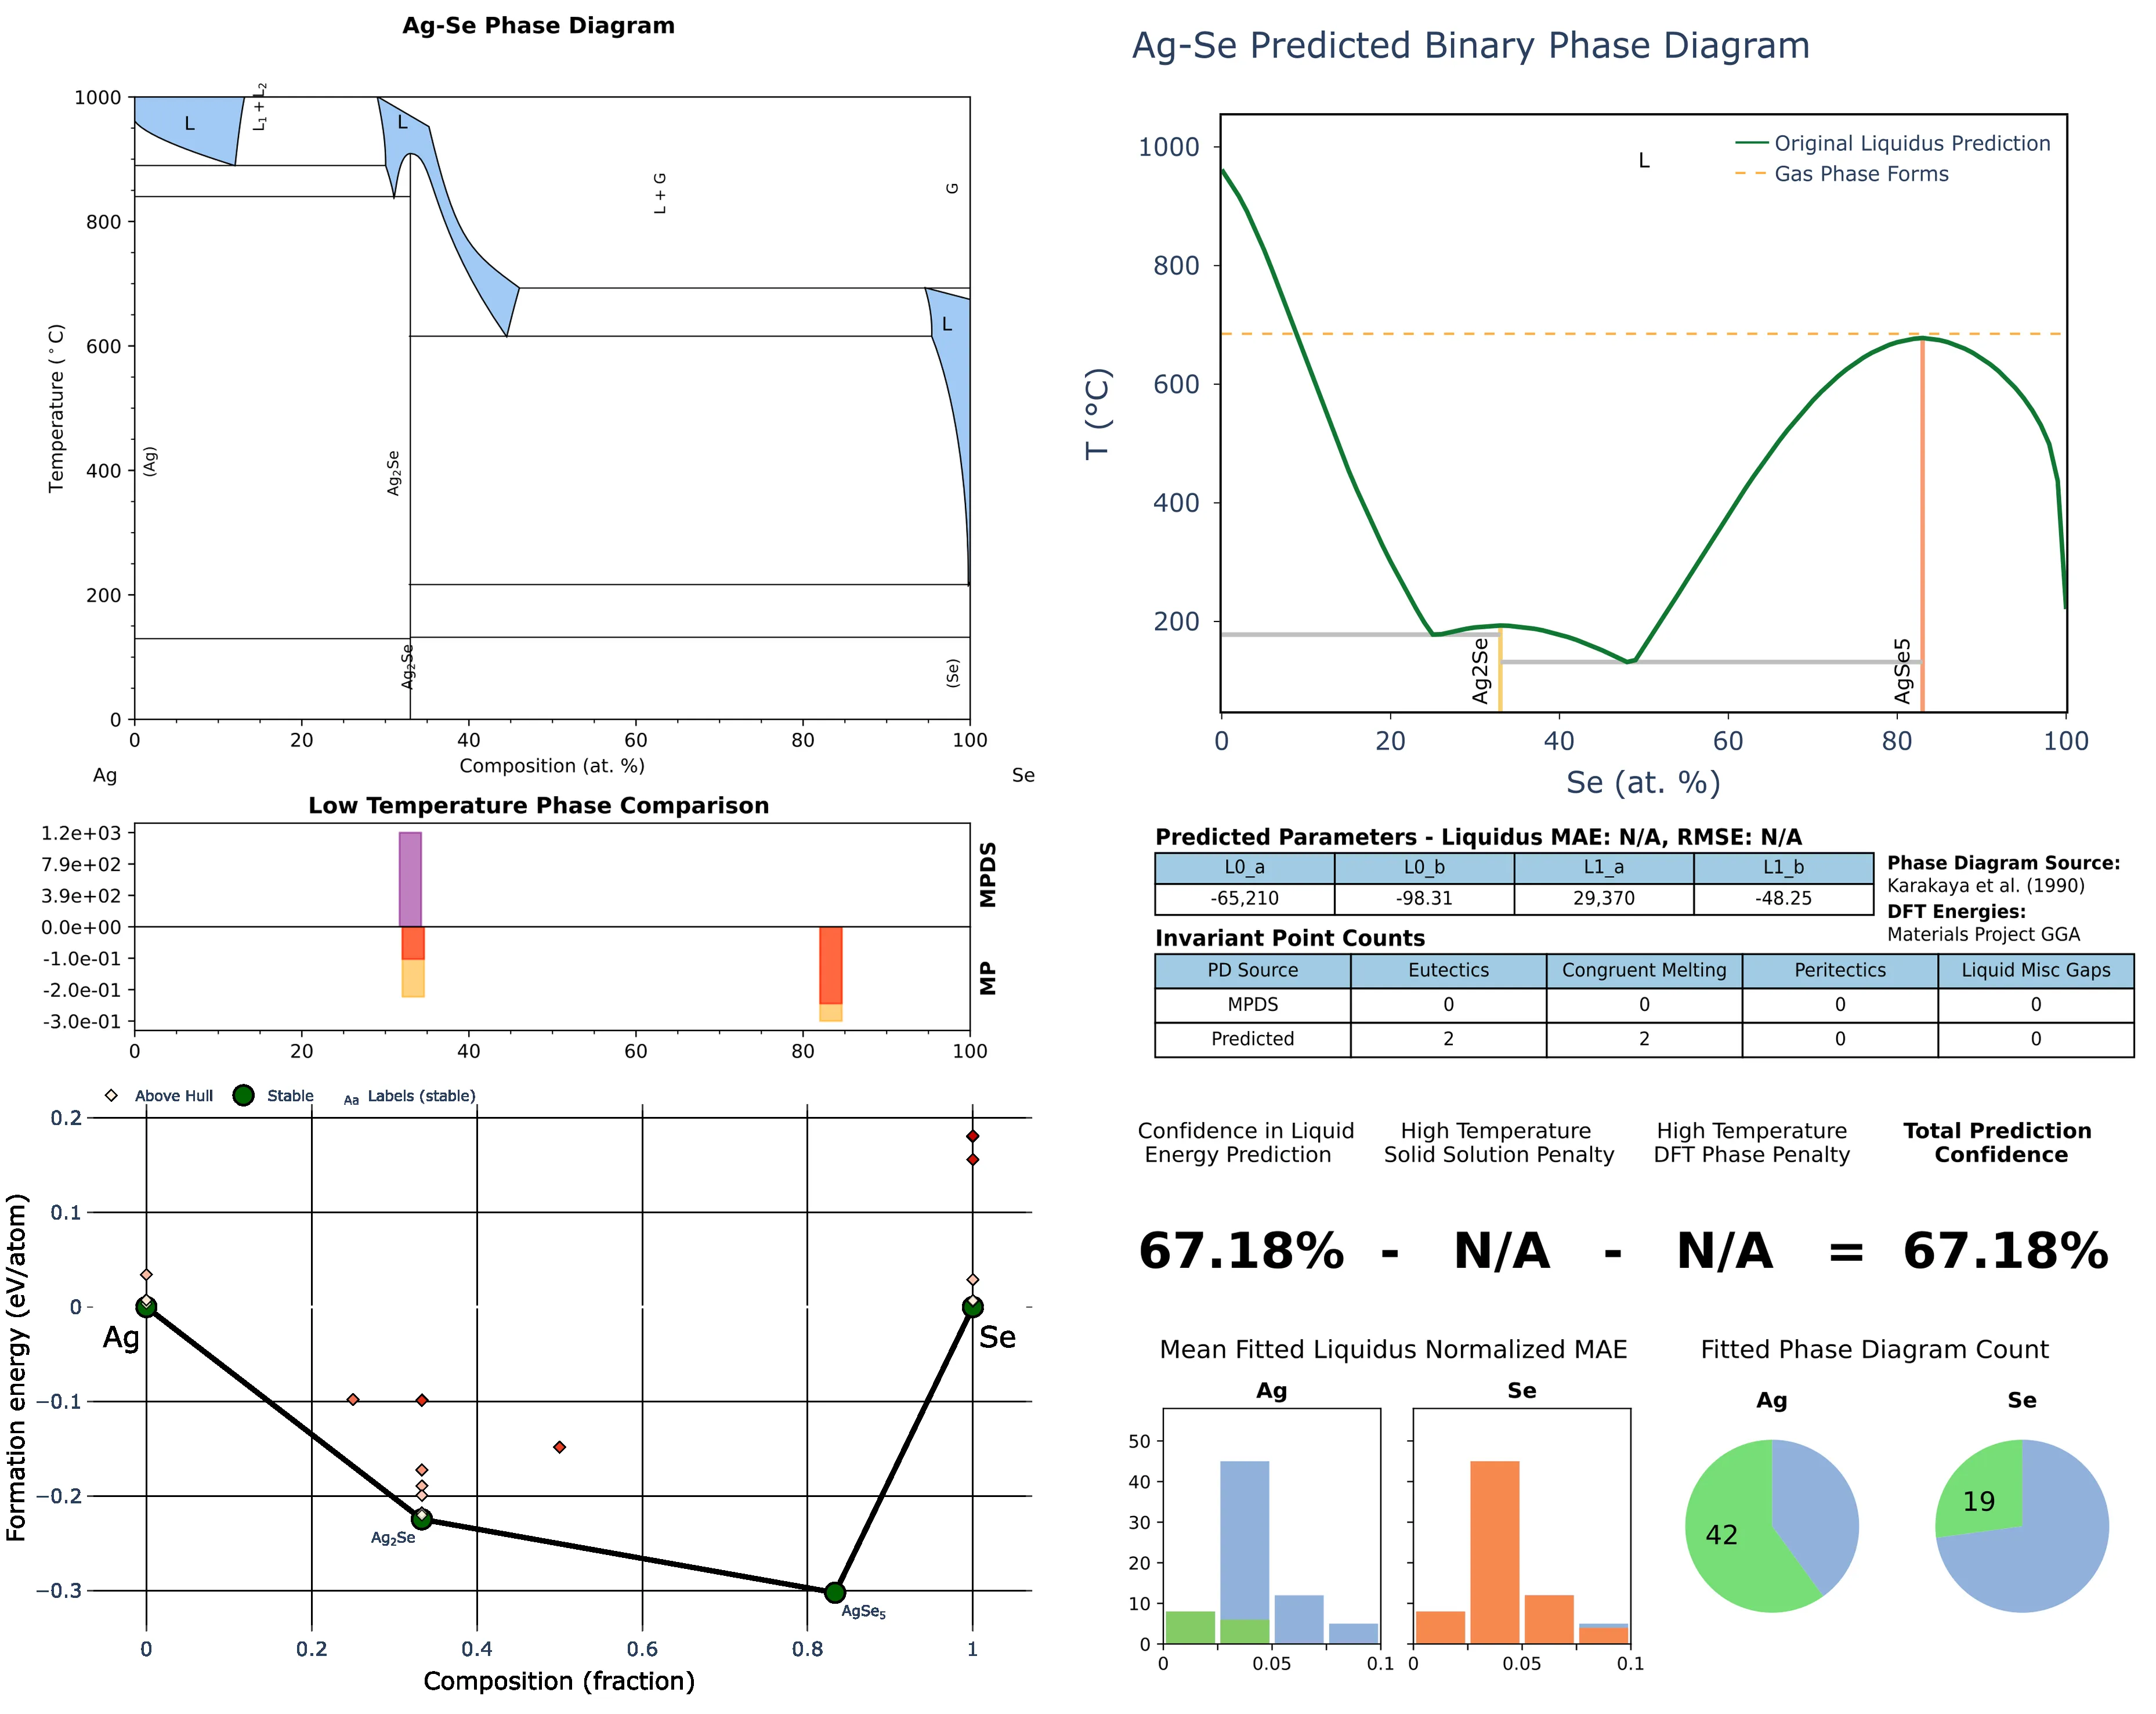 Ag-Se Phase Diagram
1000
800
600
400
200
0
Temperature (°C)
L
L₁ + L₂
L
L + G
G
L
(Ag)
Ag₂Se
Ag₂Se
(Se)
0 20 40 60 80 100
Composition (at. %)
Ag Se
Low Temperature Phase Comparison
1.2e+03
7.9e+02
3.9e+02
0.0e+00
-1.0e-01
-2.0e-01
-3.0e-01
MPDS
MP
0 20 40 60 80 100
Above Hull Stable Aa Labels (stable)
0.2
0.1
0
−0.1
−0.2
−0.3
Formation energy (eV/atom)
Ag
Se
Ag₂Se
AgSe₅
0 0.2 0.4 0.6 0.8 1
Composition (fraction)
Ag-Se Predicted Binary Phase Diagram
1000
800
600
400
200
T (°C)
L
Original Liquidus Prediction
Gas Phase Forms
Ag2Se
AgSe5
0 20 40 60 80 100
Se (at. %)
Predicted Parameters - Liquidus MAE: N/A, RMSE: N/A
L0_a L0_b L1_a L1_b
-65,210 -98.31 29,370 -48.25
Phase Diagram Source:
Karakaya et al. (1990)
DFT Energies:
Materials Project GGA
Invariant Point Counts
PD Source Eutectics Congruent Melting Peritectics Liquid Misc Gaps
MPDS 0 0 0 0
Predicted 2 2 0 0
Confidence in Liquid
Energy Prediction
High Temperature
Solid Solution Penalty
High Temperature
DFT Phase Penalty
Total Prediction
Confidence
67.18% - N/A - N/A = 67.18%
Mean Fitted Liquidus Normalized MAE
Ag Se
50
40
30
20
10
0
0 0.05 0.1 0 0.05 0.1
Fitted Phase Diagram Count
Ag Se
42
19